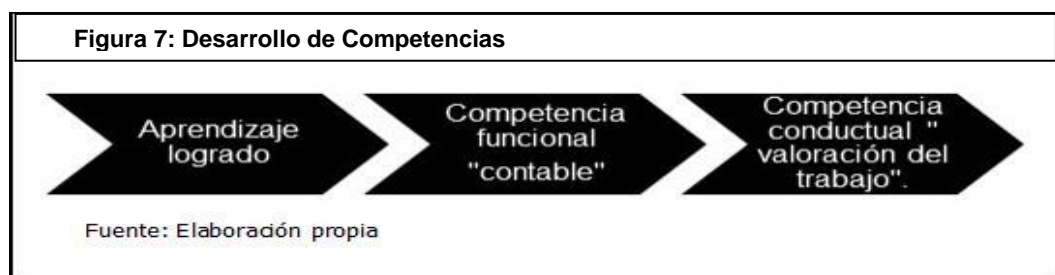 Figura 7: Desarrollo de Competencias
Aprendizaje
logrado
Competencia
funcional
"contable"
Competencia
conductual "
valoración del
trabajo".
Fuente: Elaboración propia